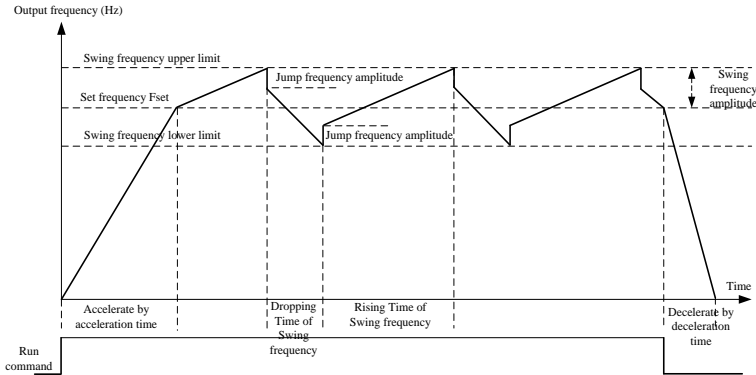 Output frequency (Hz)
Swing frequency upper limit
Jump frequency amplitude
Swing
frequency
amplitude
Set frequency Fset
Swing frequency lower limit
Jump frequency amplitude
Time
Accelerate by
acceleration time
Dropping
Time of
Swing
frequency
Rising Time of
Swing frequency
Decelerate by
deceleration
time
Run
command